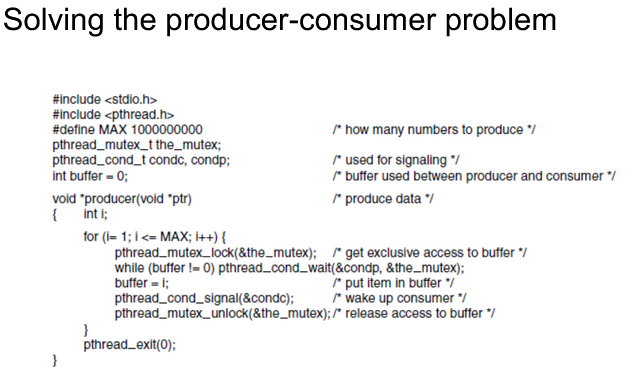 Solving the producer-consumer problem
#include <stdio.h>
#include <pthread.h>
#define MAX 1000000000 /* how many numbers to produce */
pthread_mutex_t the_mutex;
pthread_cond_t condc, condp; /* used for signaling */
int buffer = 0; /* buffer used between producer and consumer */
void *producer(void *ptr) /* produce data */
{ int i;
for (i= 1; i <= MAX; i++) {
pthread_mutex_lock(&the_mutex); /* get exclusive access to buffer */
while (buffer != 0) pthread_cond_wait(&condp, &the_mutex);
buffer = i; /* put item in buffer */
pthread_cond_signal(&condc); /* wake up consumer */
pthread_mutex_unlock(&the_mutex); /* release access to buffer */
}
pthread_exit(0);
}